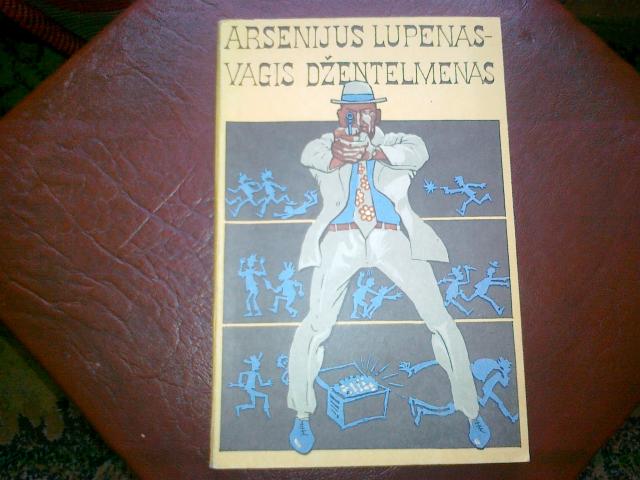 ARSENIJUS LUPENAS-
VAGIS DŽENTELMENAS